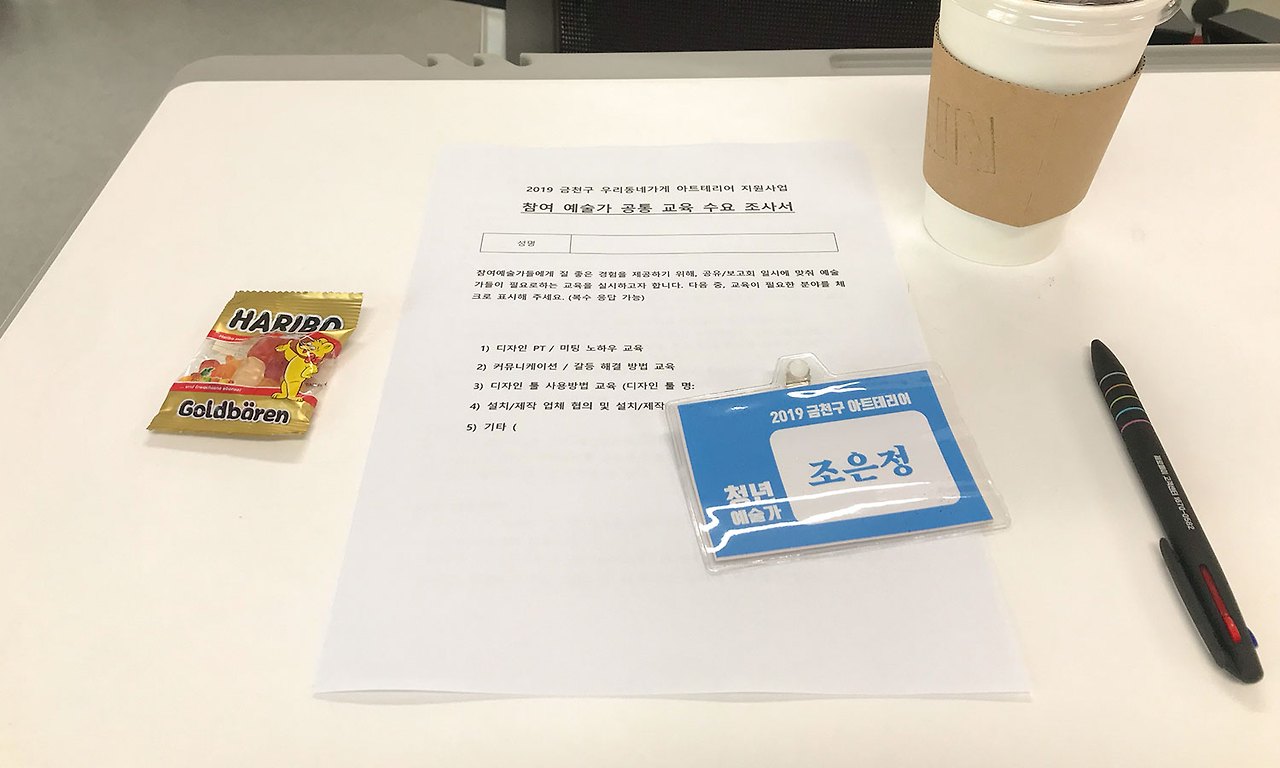 2019 금천구 우리동네가게 아트테리어 지원사업
참여 예술가 공통 교육 수요 조사서
성명
참여예술가들에게 질 좋은 경험을 제공하기 위해, 공유/보고회 일시에 맞춰 예술
가들이 필요로하는 교육을 실시하고자 합니다. 다음 중, 교육이 필요한 분야를 체
크로 표시해 주세요. (복수 응답 가능)
1) 디자인 PT / 미팅 노하우 교육
2) 커뮤니케이션 / 갈등 해결 방법 교육
3) 디자인 툴 사용방법 교육 (디자인 툴 명:
4) 설치/제작 업체 협의 및 설치/제작
5) 기타 (
2019 금천구 아트테리어
조은정
청년
예술가
HARIBO
Goldbären
IN
1670-0592